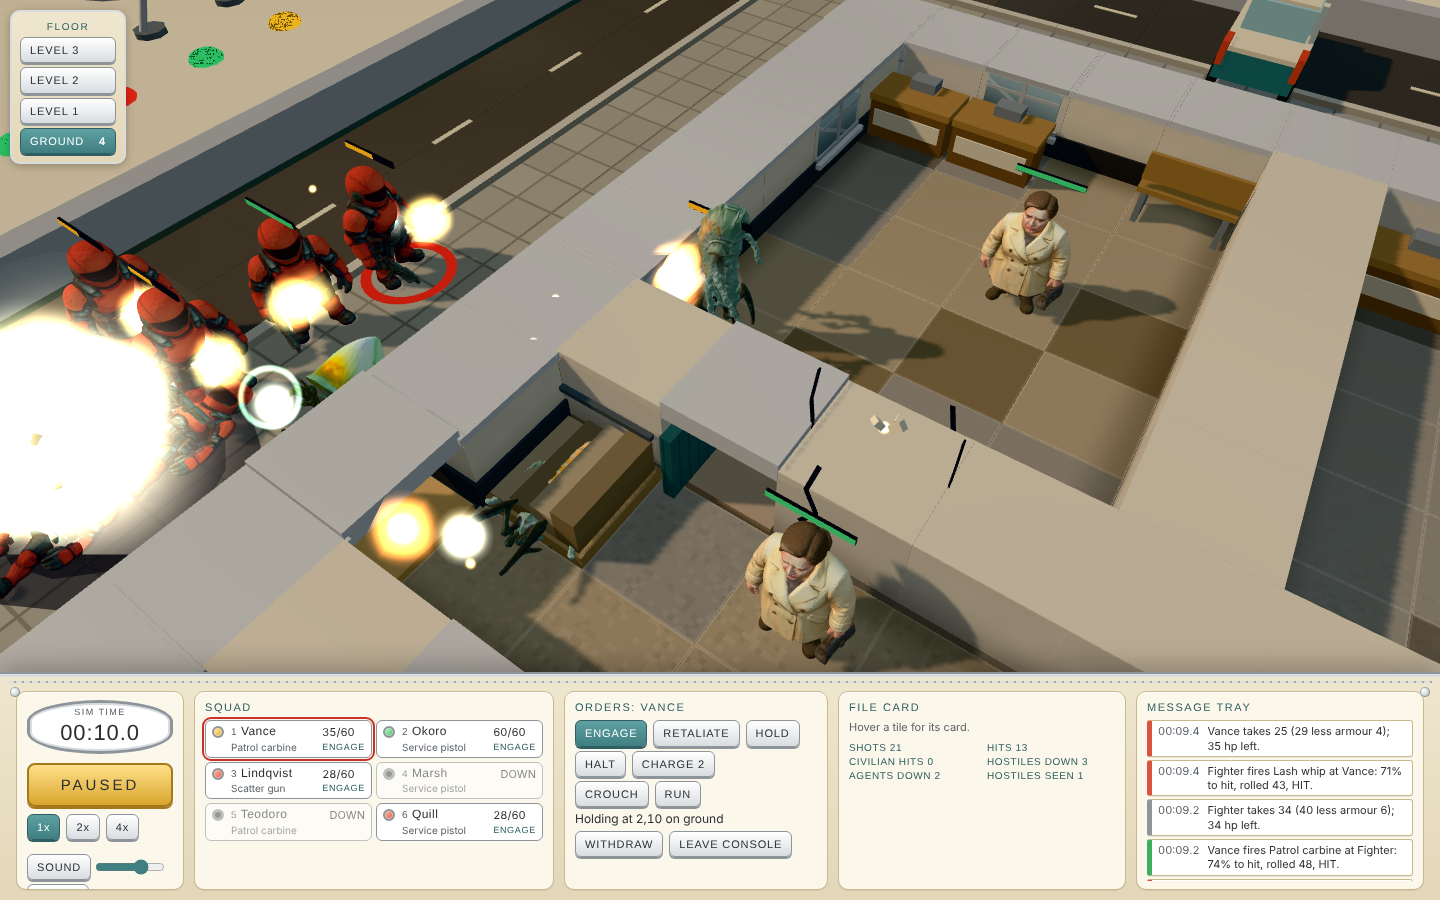 FLOOR
LEVEL 3
LEVEL 2
LEVEL 1
GROUND 4
SIM TIME
00:10.0
PAUSED
1x 2x 4x
SOUND
SQUAD
1 Vance 35/60
Patrol carbine ENGAGE
2 Okoro 60/60
Service pistol ENGAGE
3 Lindqvist 28/60
Scatter gun ENGAGE
4 Marsh DOWN
Service pistol
5 Teodoro DOWN
Patrol carbine
6 Quill 28/60
Service pistol ENGAGE
ORDERS: VANCE
ENGAGE RETALIATE HOLD
HALT CHARGE 2
CROUCH RUN
Holding at 2,10 on ground
WITHDRAW LEAVE CONSOLE
FILE CARD
Hover a tile for its card.
SHOTS 21 HITS 13
CIVILIAN HITS 0 HOSTILES DOWN 3
AGENTS DOWN 2 HOSTILES SEEN 1
MESSAGE TRAY
00:09.4 Vance takes 25 (29 less armour 4);
35 hp left.
00:09.4 Fighter fires Lash whip at Vance: 71%
to hit, rolled 43, HIT.
00:09.2 Fighter takes 34 (40 less armour 6);
34 hp left.
00:09.2 Vance fires Patrol carbine at Fighter:
74% to hit, rolled 48, HIT.